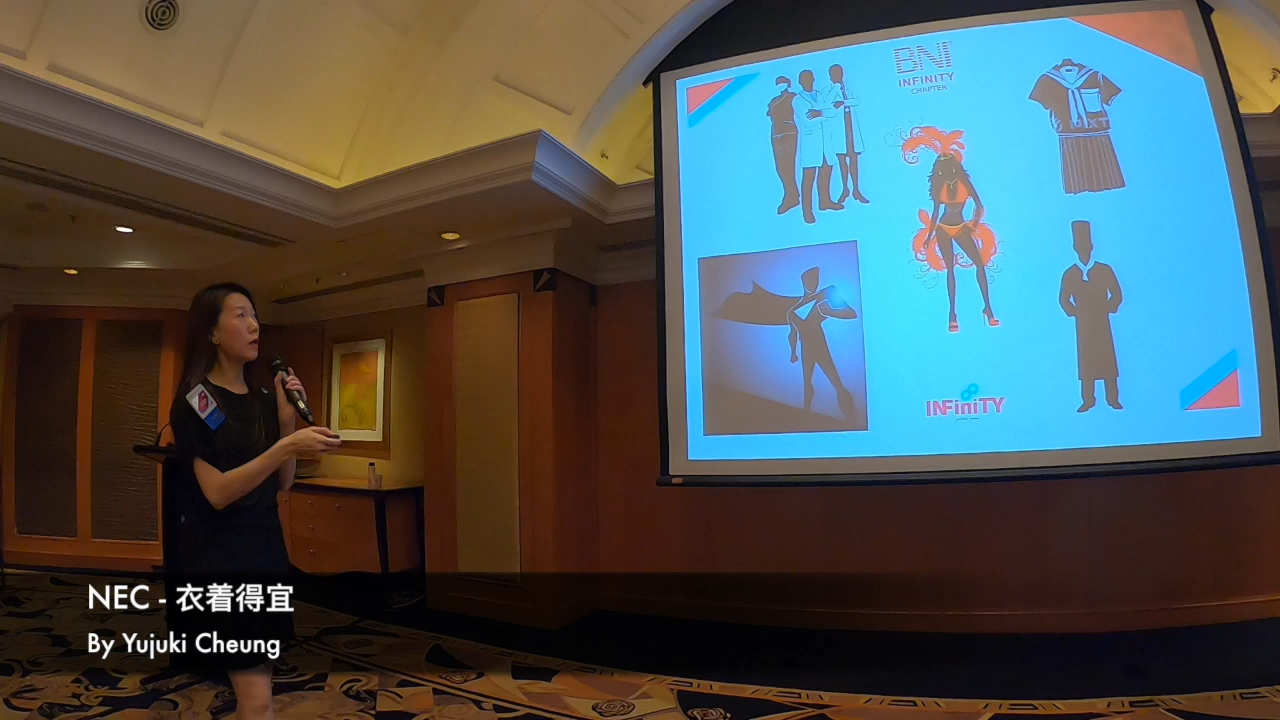 BNI
INFINITY
CHAPTER
INFiniTY
NEC - 衣着得宜
By Yujuki Cheung